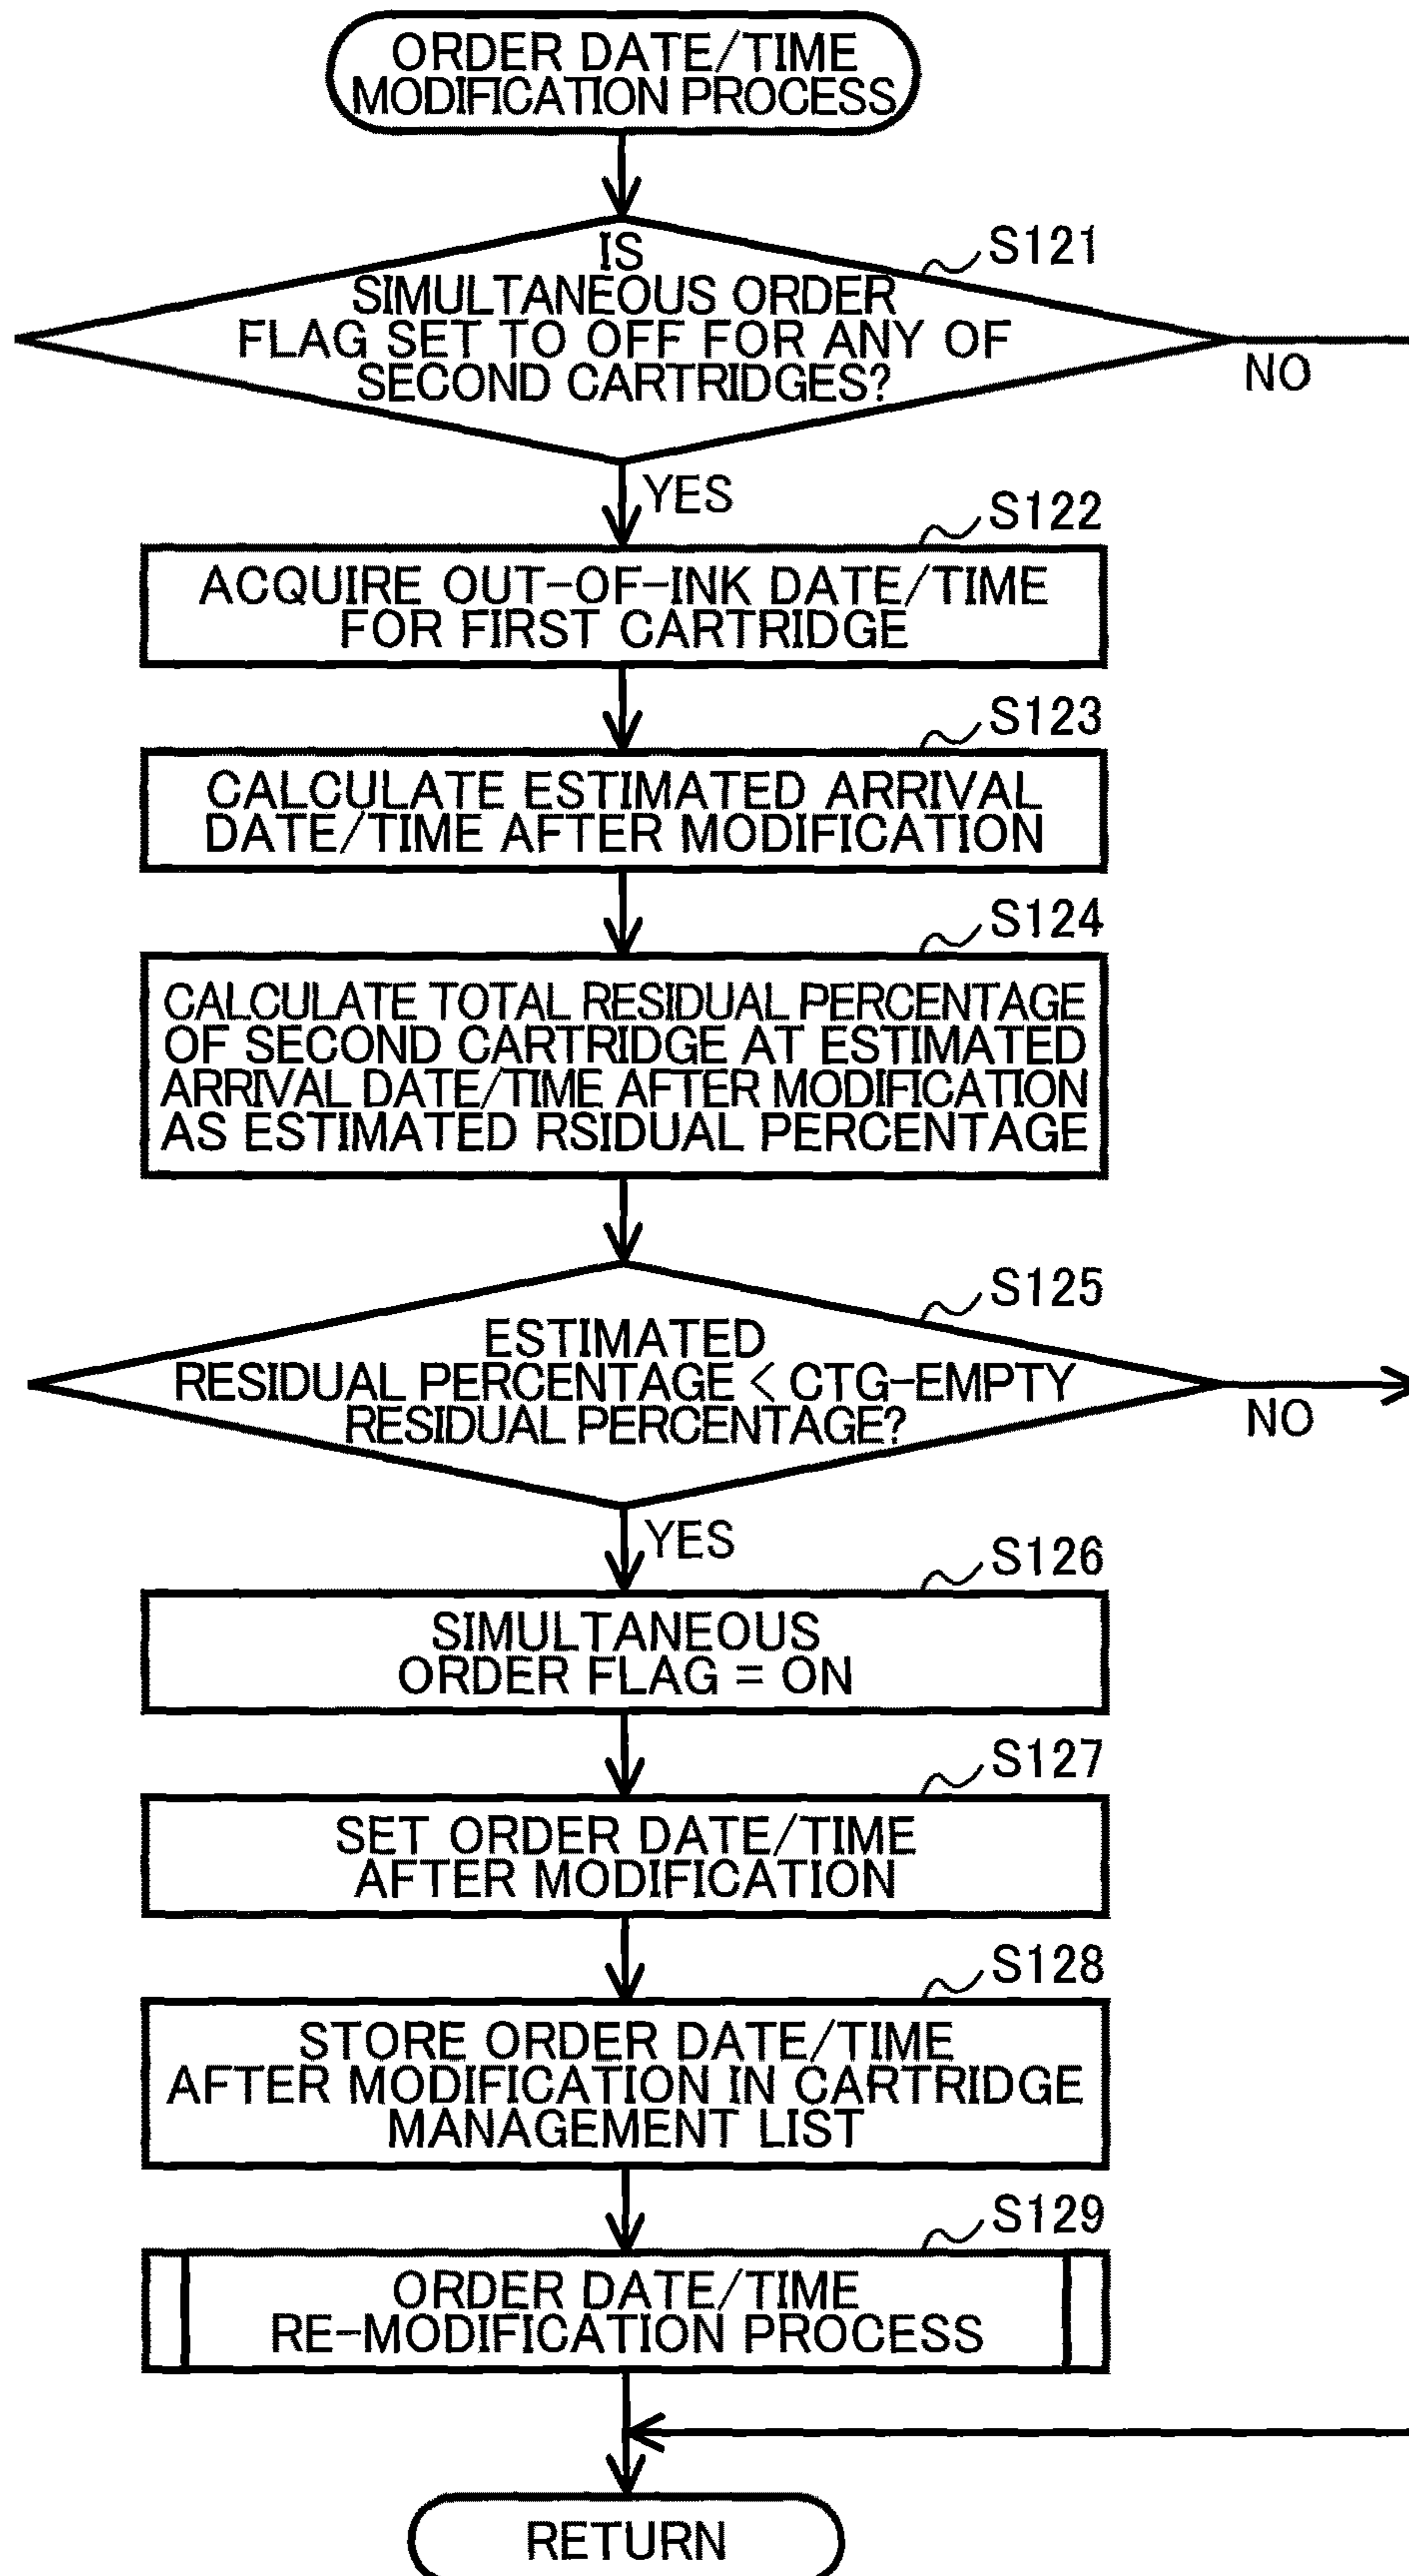 ORDER DATE/TIME
MODIFICATION PROCESS
S121
IS
SIMULTANEOUS ORDER
FLAG SET TO OFF FOR ANY OF
SECOND CARTRIDGES?
NO
YES
S122
ACQUIRE OUT-OF-INK DATE/TIME
FOR FIRST CARTRIDGE
S123
CALCULATE ESTIMATED ARRIVAL
DATE/TIME AFTER MODIFICATION
S124
CALCULATE TOTAL RESIDUAL PERCENTAGE
OF SECOND CARTRIDGE AT ESTIMATED
ARRIVAL DATE/TIME AFTER MODIFICATION
AS ESTIMATED RSIDUAL PERCENTAGE
S125
ESTIMATED
RESIDUAL PERCENTAGE < CTG-EMPTY
RESIDUAL PERCENTAGE?
NO
YES
S126
SIMULTANEOUS
ORDER FLAG = ON
S127
SET ORDER DATE/TIME
AFTER MODIFICATION
S128
STORE ORDER DATE/TIME
AFTER MODIFICATION IN CARTRIDGE
MANAGEMENT LIST
S129
ORDER DATE/TIME
RE-MODIFICATION PROCESS
RETURN